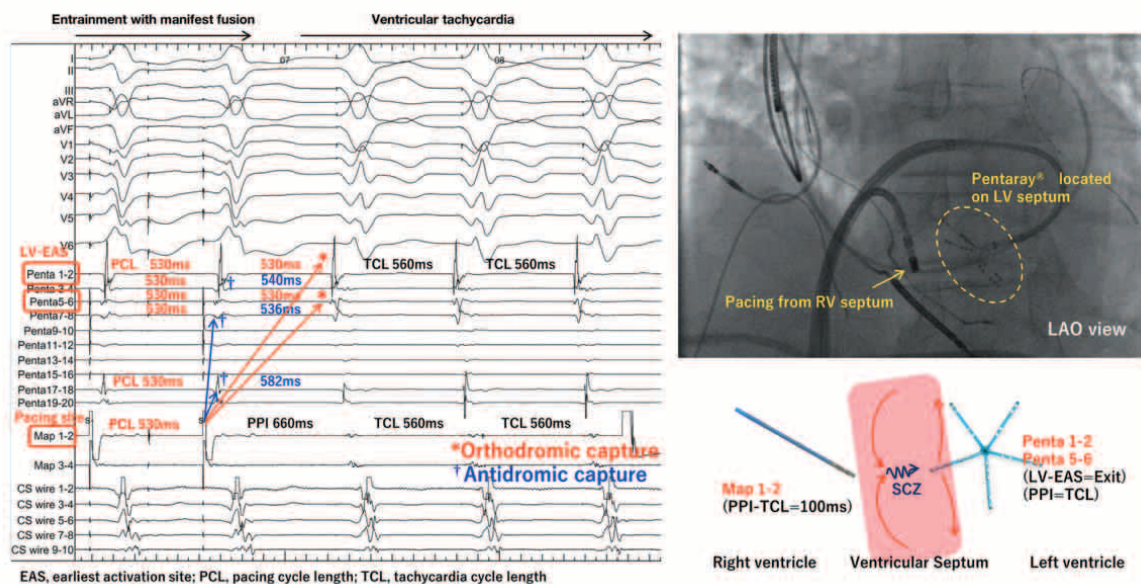 Entrainment with manifest fusion
Ventricular tachycardia
07
08
I
II
III
aVR
aVL
aVF
V1
V2
V3
V4
V5
V6
LV-EAS
Penta 1-2
PCL 530ms
530ms
TCL 560ms
TCL 560ms
Penta 3-4
530ms
†
540ms
Penta5-6
530ms
530ms
Penta7-8
530ms
†
536ms
Penta9-10
Penta11-12
Penta13-14
Penta15-16
Penta17-18
PCL 530ms
†
582ms
Penta19-20
Pacing site
S
S
Map 1-2
PCL 530ms
PPI 660ms
TCL 560ms
TCL 560ms
*Orthodromic capture
†Antidromic capture
Map 3-4
CS wire 1-2
CS wire 3-4
CS wire 5-6
CS wire 7-8
CS wire 9-10
EAS, earliest activation site; PCL, pacing cycle length; TCL, tachycardia cycle length
Pentaray® located
on LV septum
Pacing from RV septum
LAO view
Map 1-2
(PPI-TCL=100ms)
SCZ
Penta 1-2
Penta 5-6
(LV-EAS=Exit)
(PPI=TCL)
Right ventricle
Ventricular Septum
Left ventricle